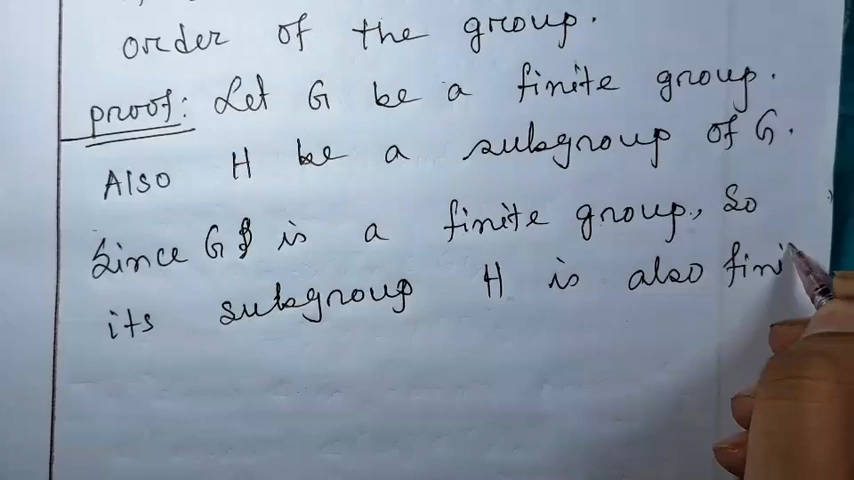 order of the group.
proof: Let G be a finite group.
Also H be a subgroup of G.
Since G is a finite group, So
its subgroup H is also fini